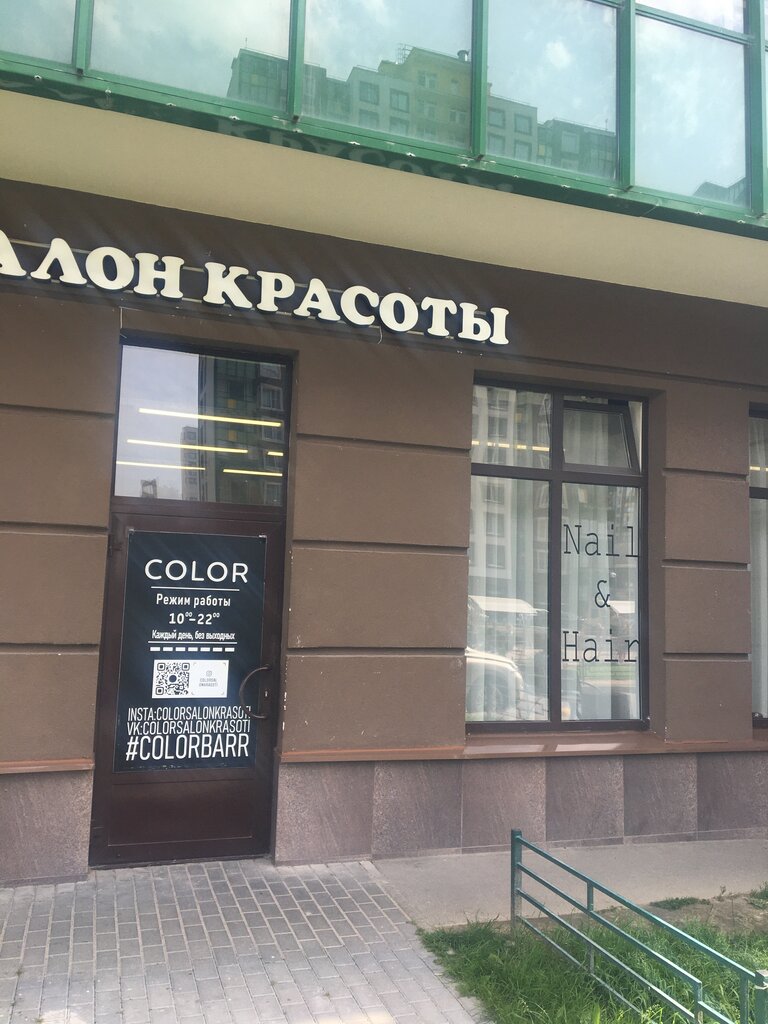 АЛОН КРАСОТЫ
COLOR
Режим работы
10⁰⁰-22⁰⁰
Каждый день, без выходных
INSTA:COLORSALONKRASOTI
VK:COLORSALONKRASOTI
#COLORBARR
Nail
&
Hair